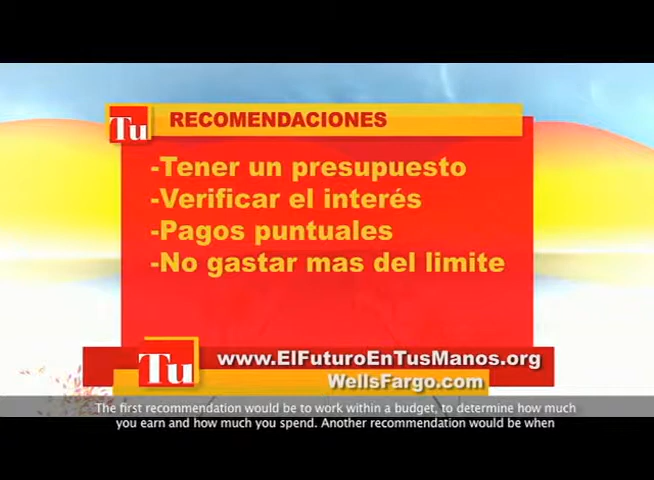 Tu
RECOMENDACIONES
-Tener un presupuesto
-Verificar el interés
-Pagos puntuales
-No gastar mas del limite
Tu
www.ElFuturoEnTusManos.org
WellsFargo.com
The first recommendation would be to work within a budget, to determine how much
you earn and how much you spend. Another recommendation would be when